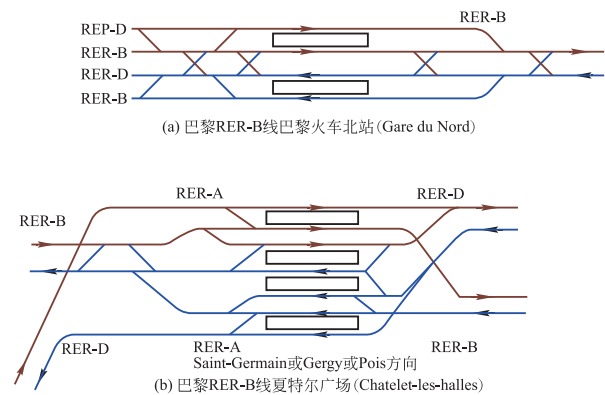 REP-D
RER-B
RER-B
RER-D
RER-B
(a) 巴黎RER-B线巴黎火车北站(Gare du Nord)
RER-A
RER-D
RER-B
RER-D
RER-A
RER-B
Saint-Germain或Gergy或Pois方向
(b) 巴黎RER-B线夏特尔广场(Chatelet-les-halles)